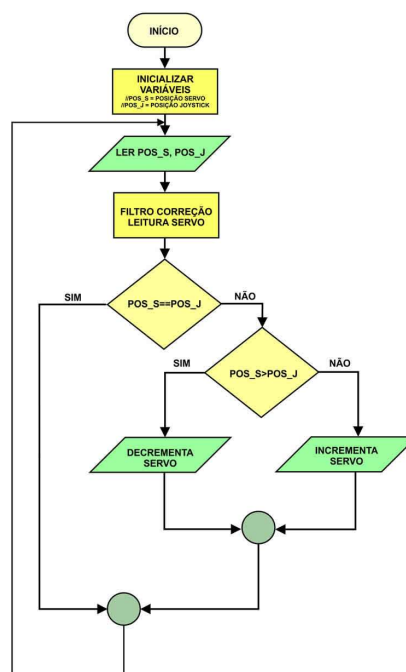 INÍCIO
INICIALIZAR
VARIÁVEIS
//POS_S = POSIÇÃO SERVO
//POS_J = POSIÇÃO JOYSTICK
LER POS_S, POS_J
FILTRO CORREÇÃO
LEITURA SERVO
SIM
POS_S==POS_J
NÃO
SIM
POS_S>POS_J
NÃO
DECREMENTA
SERVO
INCREMENTA
SERVO